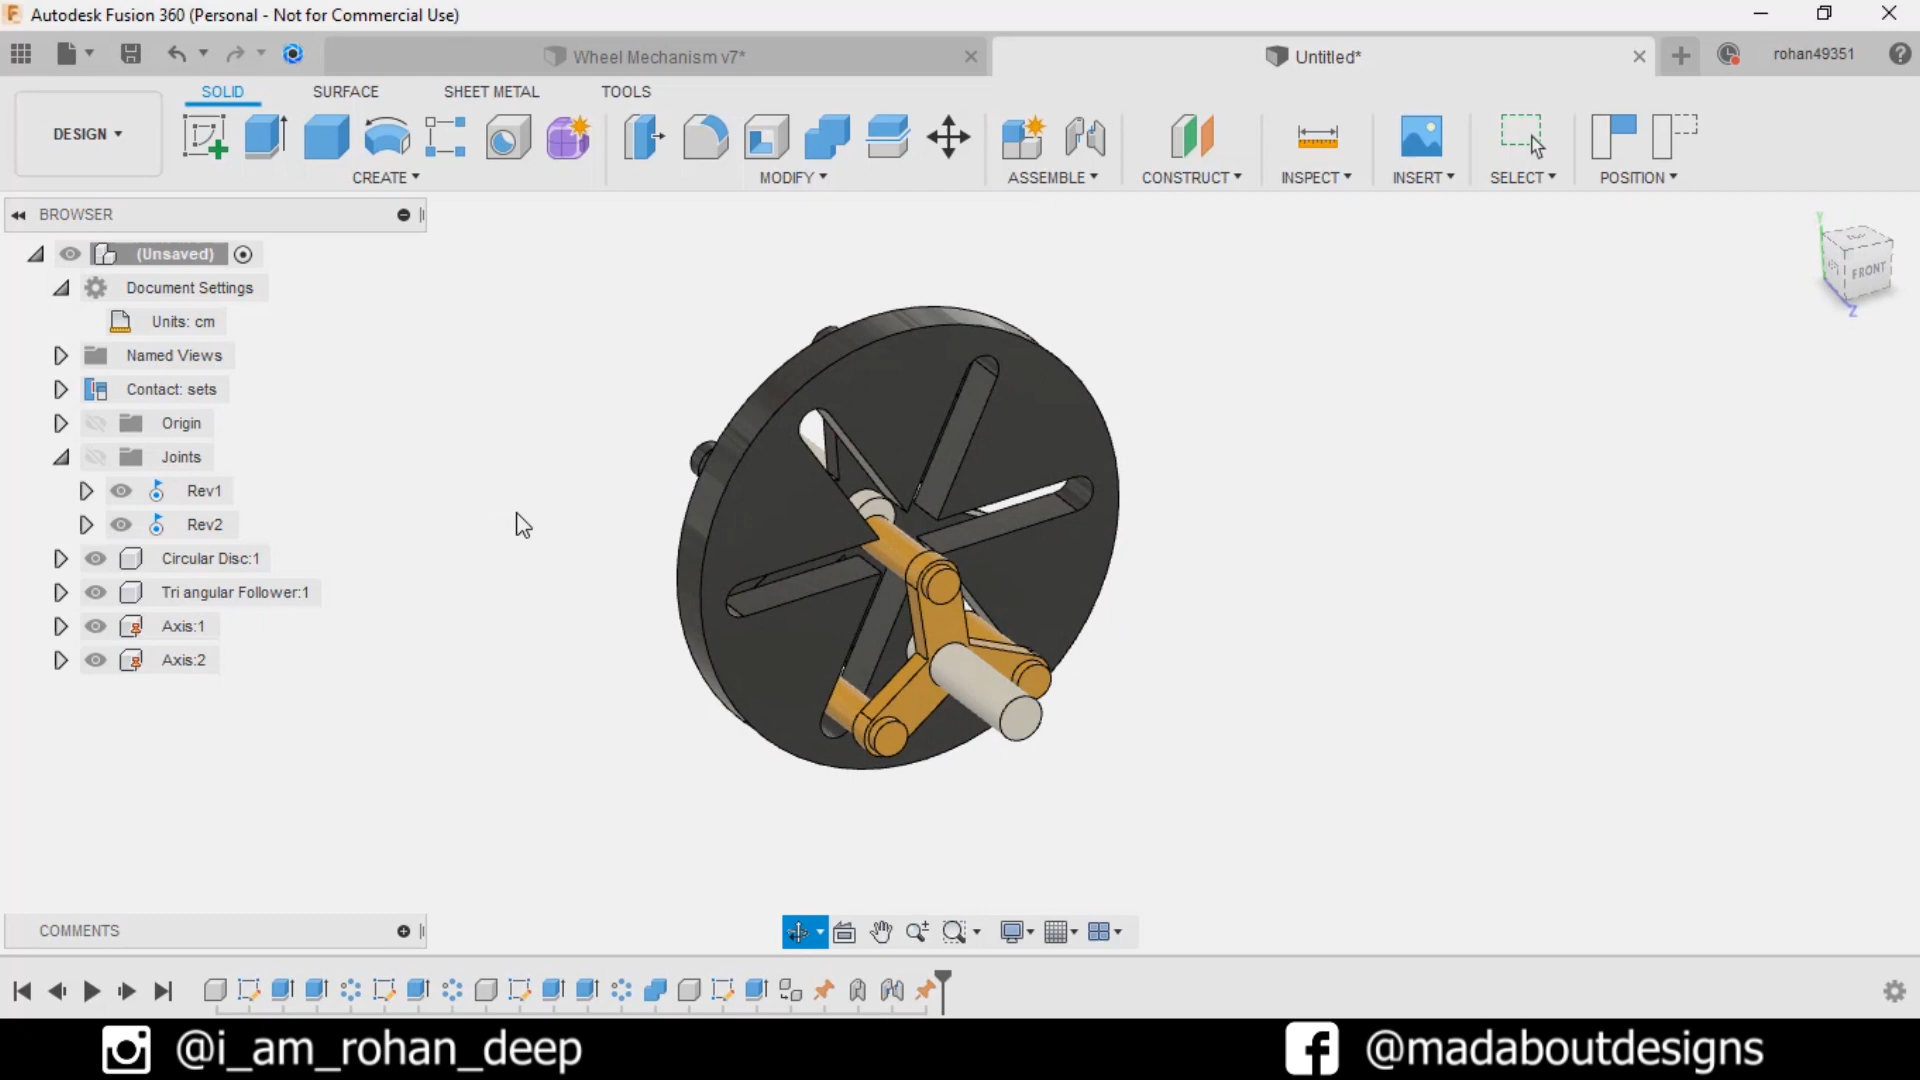 Autodesk Fusion 360 (Personal - Not for Commercial Use)
Wheel Mechanism v7*
Untitled*
rohan49351
SOLID SURFACE SHEET METAL TOOLS
DESIGN
CREATE MODIFY ASSEMBLE CONSTRUCT INSPECT INSERT SELECT POSITION
BROWSER
(Unsaved)
Document Settings
Units: cm
Named Views
Contact: sets
Origin
Joints
Rev1
Rev2
Circular Disc:1
Tri angular Follower:1
Axis:1
Axis:2
Y
FRONT
Z
COMMENTS
@i_am_rohan_deep
@madaboutdesigns